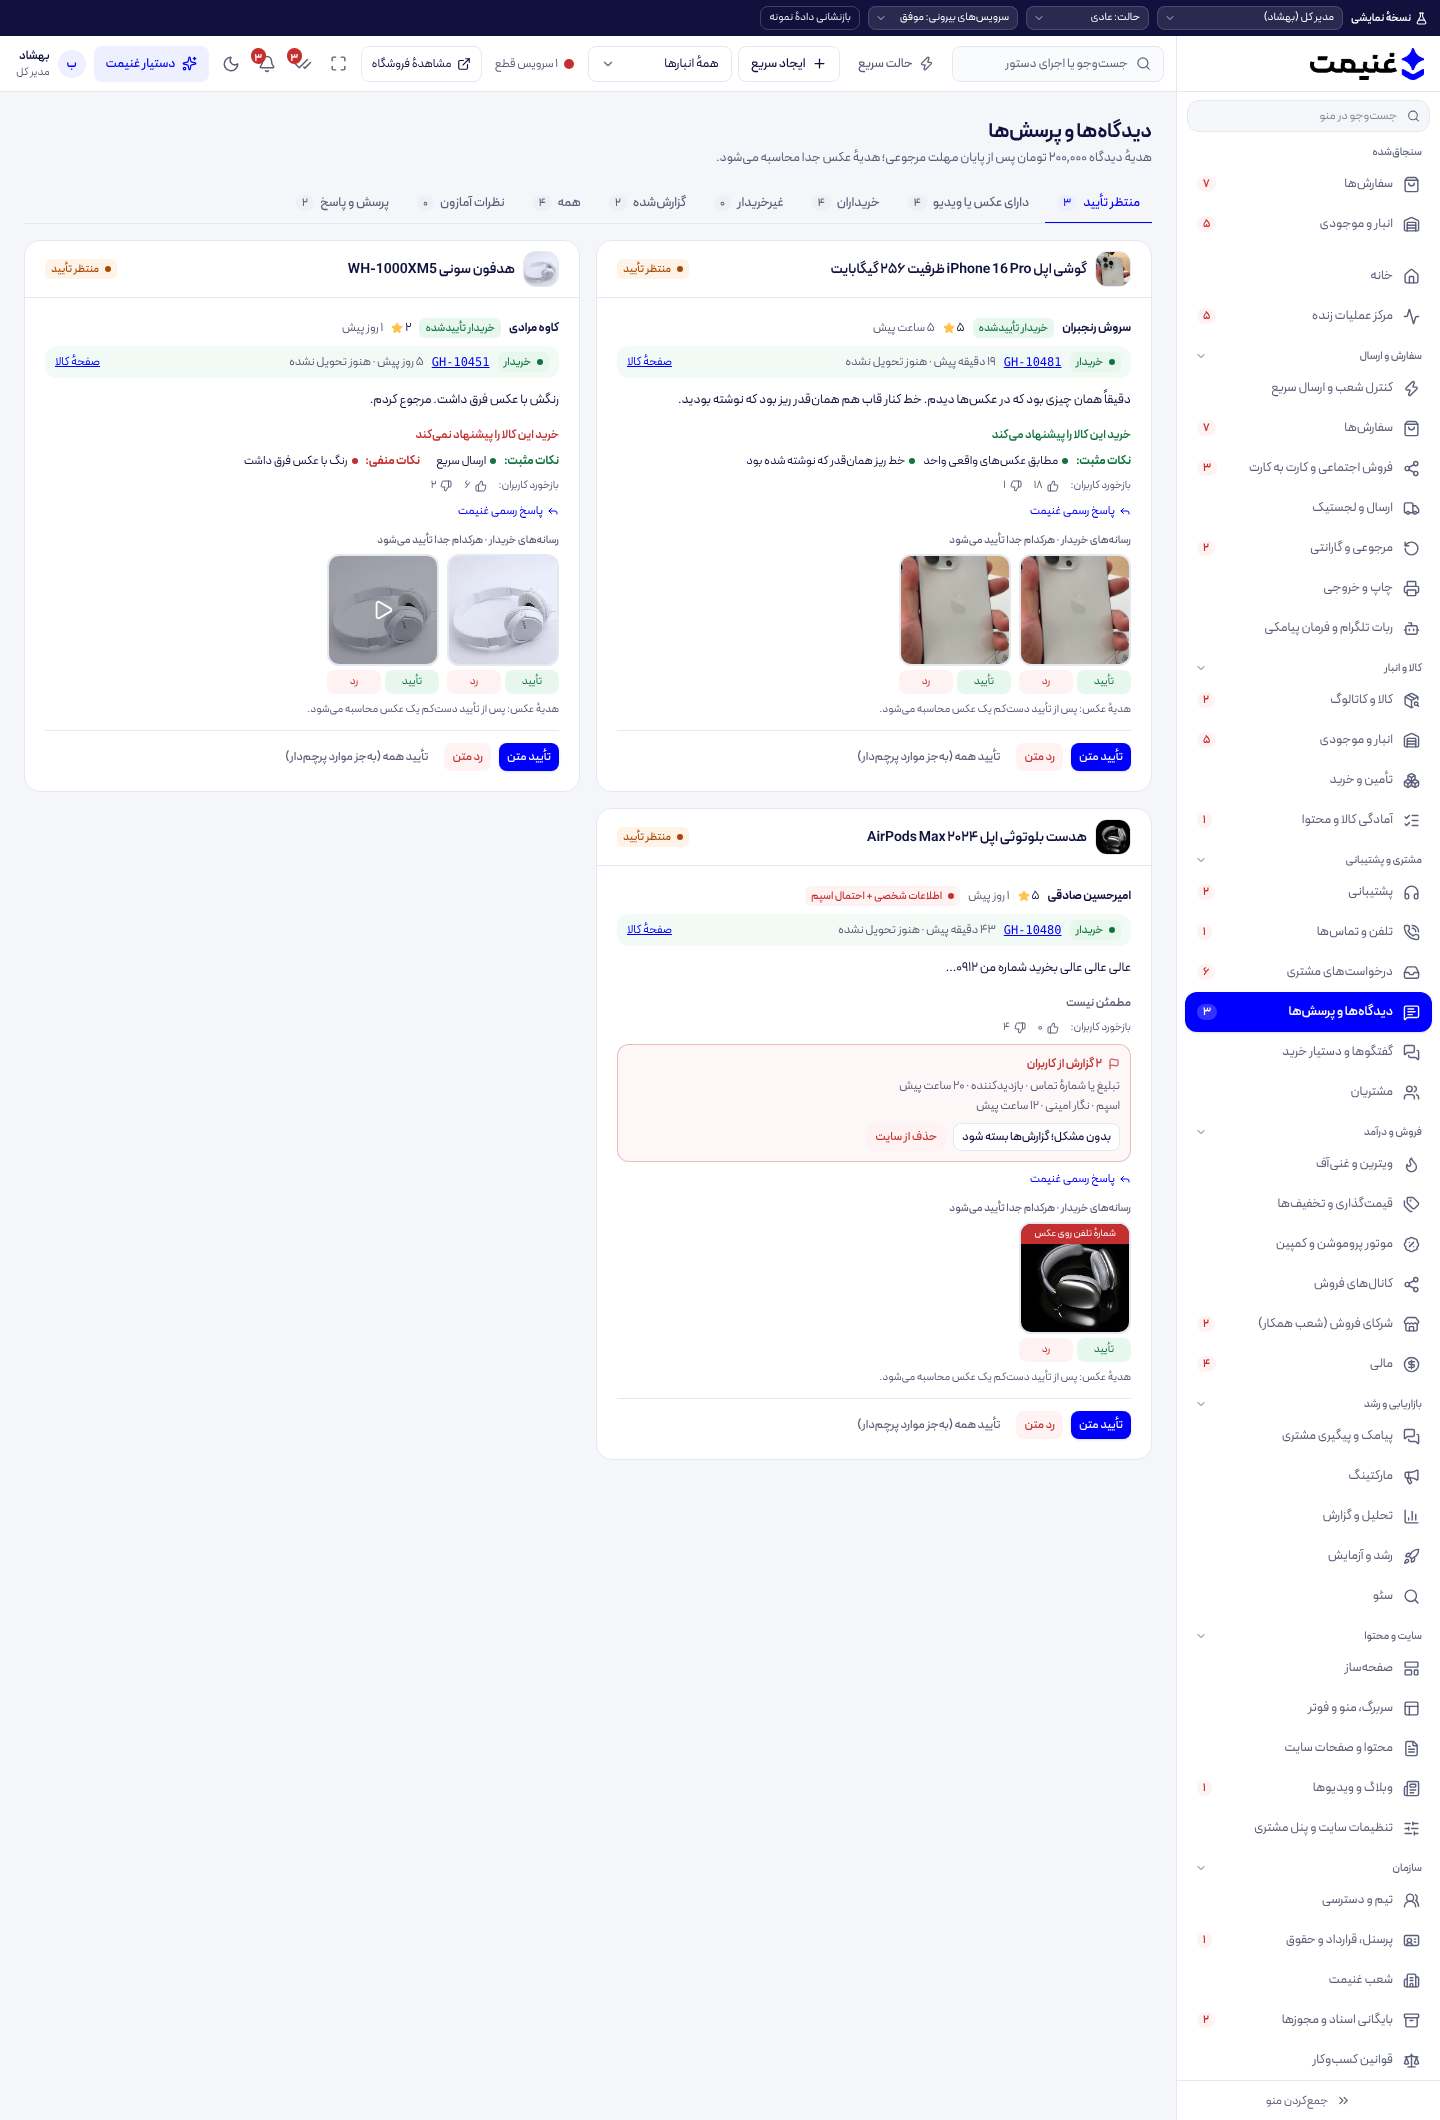 نسخهٔ نمایشی
مدیر کل (بهشاد)
حالت: عادی
سرویس‌های بیرونی: موفق
بازنشانی دادهٔ نمونه
غنیمت
جست‌وجو یا اجرای دستور
حالت سریع
ایجاد سریع
همهٔ انبارها
۱ سرویس قطع
مشاهدهٔ فروشگاه
۳
۳
دستیار غنیمت
ب
بهشاد
مدیر کل
جست‌وجو در منو
سنجاق‌شده
سفارش‌ها ۷
انبار و موجودی ۵
خانه
مرکز عملیات زنده ۵
سفارش و ارسال
کنترل شعب و ارسال سریع
سفارش‌ها ۷
فروش اجتماعی و کارت به کارت ۳
ارسال و لجستیک
مرجوعی و گارانتی ۲
چاپ و خروجی
ربات تلگرام و فرمان پیامکی
کالا و انبار
کالا و کاتالوگ ۲
انبار و موجودی ۵
تأمین و خرید
آمادگی کالا و محتوا ۱
مشتری و پشتیبانی
پشتیبانی ۲
تلفن و تماس‌ها ۱
درخواست‌های مشتری ۶
دیدگاه‌ها و پرسش‌ها ۳
گفتگوها و دستیار خرید
مشتریان
فروش و درآمد
ویترین و غنی‌آف
قیمت‌گذاری و تخفیف‌ها
موتور پروموشن و کمپین
کانال‌های فروش
شرکای فروش (شعب همکار) ۲
مالی ۴
بازاریابی و رشد
پیامک و پیگیری مشتری
مارکتینگ
تحلیل و گزارش
رشد و آزمایش
سئو
سایت و محتوا
صفحه‌ساز
سربرگ، منو و فوتر
محتوا و صفحات سایت
وبلاگ و ویدیوها ۱
تنظیمات سایت و پنل مشتری
سازمان
تیم و دسترسی
پرسنل، قرارداد و حقوق ۱
شعب غنیمت
بایگانی اسناد و مجوزها ۲
قوانین کسب‌وکار
جمع‌کردن منو
دیدگاه‌ها و پرسش‌ها
هدیهٔ دیدگاه ۲۰۰٬۰۰۰ تومان پس از پایان مهلت مرجوعی؛ هدیهٔ عکس جدا محاسبه می‌شود.
منتظر تأیید ۳
دارای عکس یا ویدیو ۴
خریداران ۴
غیرخریدار ۰
گزارش‌شده ۲
همه ۴
نظرات آمازون ۰
پرسش و پاسخ ۲
گوشی اپل iPhone 16 Pro ظرفیت ۲۵۶ گیگابایت
منتظر تأیید
سروش رنجبران خریدار تأییدشده ۵ ۵ ساعت پیش
خریدار GH-10481 ۱۹ دقیقه پیش · هنوز تحویل نشده صفحهٔ کالا
دقیقاً همان چیزی بود که در عکس‌ها دیدم. خط کنار قاب هم همان‌قدر ریز بود که نوشته بودید.
خرید این کالا را پیشنهاد می‌کند
نکات مثبت: مطابق عکس‌های واقعی واحد خط ریز همان‌قدر که نوشته شده بود
بازخورد کاربران: ۱۸ ۱
پاسخ رسمی غنیمت
رسانه‌های خریدار · هرکدام جدا تأیید می‌شود
تأیید رد تأیید رد
هدیهٔ عکس: پس از تأیید دست‌کم یک عکس محاسبه می‌شود.
تأیید متن رد متن تأیید همه (به‌جز موارد پرچم‌دار)
هدفون سونی WH-1000XM5
منتظر تأیید
کاوه مرادی خریدار تأییدشده ۲ ۱ روز پیش
خریدار GH-10451 ۵ روز پیش · هنوز تحویل نشده صفحهٔ کالا
رنگش با عکس فرق داشت. مرجوع کردم.
خرید این کالا را پیشنهاد نمی‌کند
نکات مثبت: ارسال سریع نکات منفی: رنگ با عکس فرق داشت
بازخورد کاربران: ۶ ۲
پاسخ رسمی غنیمت
رسانه‌های خریدار · هرکدام جدا تأیید می‌شود
تأیید رد تأیید رد
هدیهٔ عکس: پس از تأیید دست‌کم یک عکس محاسبه می‌شود.
تأیید متن رد متن تأیید همه (به‌جز موارد پرچم‌دار)
هدست بلوتوثی اپل AirPods Max ۲۰۲۴
منتظر تأیید
امیرحسین صادقی ۵ ۱ روز پیش اطلاعات شخصی + احتمال اسپم
خریدار GH-10480 ۴۳ دقیقه پیش · هنوز تحویل نشده صفحهٔ کالا
عالی عالی عالی بخرید شماره من ۰۹۱۲...
مطمئن نیست
بازخورد کاربران: ۰ ۴
۲ گزارش از کاربران
تبلیغ یا شمارهٔ تماس · بازدیدکننده · ۲۰ ساعت پیش
اسپم · نگار امینی · ۱۲ ساعت پیش
بدون مشکل؛ گزارش‌ها بسته شود حذف از سایت
پاسخ رسمی غنیمت
رسانه‌های خریدار · هرکدام جدا تأیید می‌شود
شمارهٔ تلفن روی عکس
تأیید رد
هدیهٔ عکس: پس از تأیید دست‌کم یک عکس محاسبه می‌شود.
تأیید متن رد متن تأیید همه (به‌جز موارد پرچم‌دار)